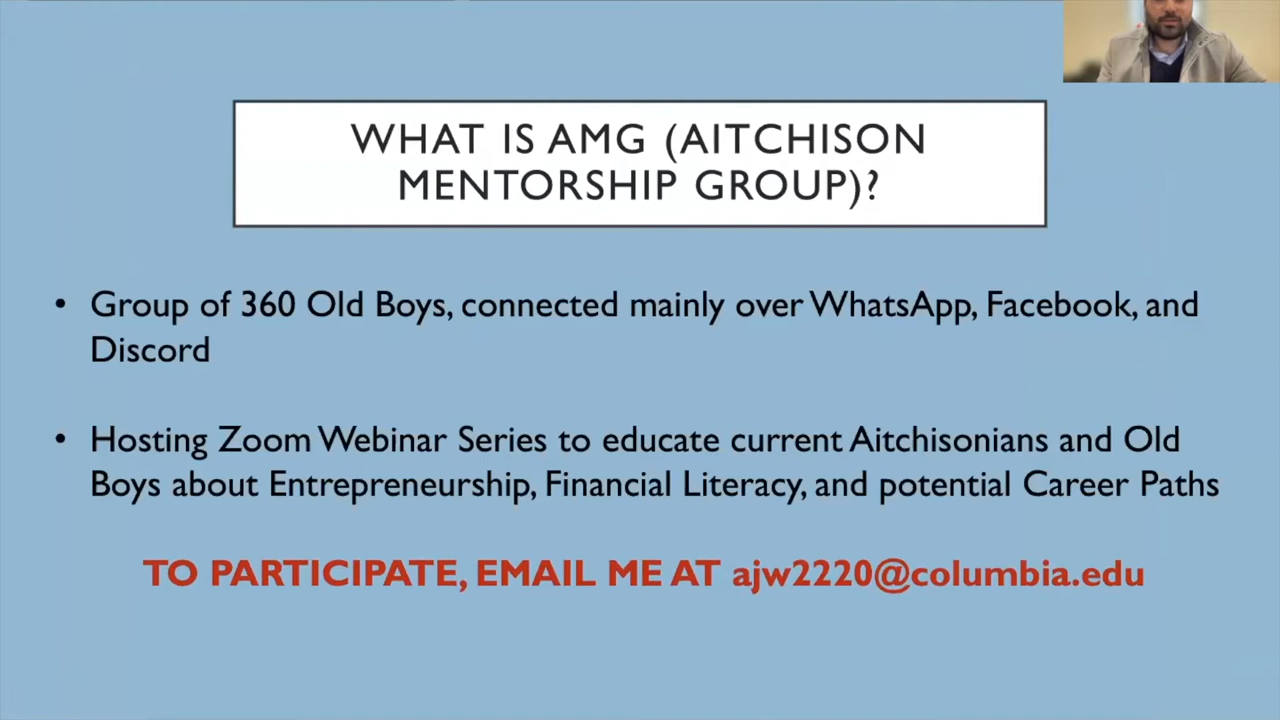 WHAT IS AMG (AITCHISON
MENTORSHIP GROUP)?
• Group of 360 Old Boys, connected mainly over WhatsApp, Facebook, and
Discord
• Hosting Zoom Webinar Series to educate current Aitchisonians and Old
Boys about Entrepreneurship, Financial Literacy, and potential Career Paths
TO PARTICIPATE, EMAIL ME AT ajw2220@columbia.edu